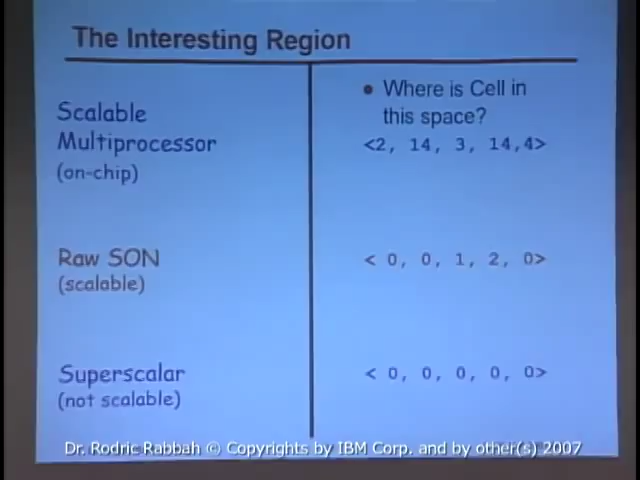 The Interesting Region
Scalable
Multiprocessor
(on-chip)
• Where is Cell in
this space?
<2, 14, 3, 14,4>
Raw SON
(scalable)
< 0, 0, 1, 2, 0>
Superscalar
(not scalable)
< 0, 0, 0, 0, 0>
Dr. Rodric Rabbah © Copyrights by IBM Corp. and by other(s) 2007